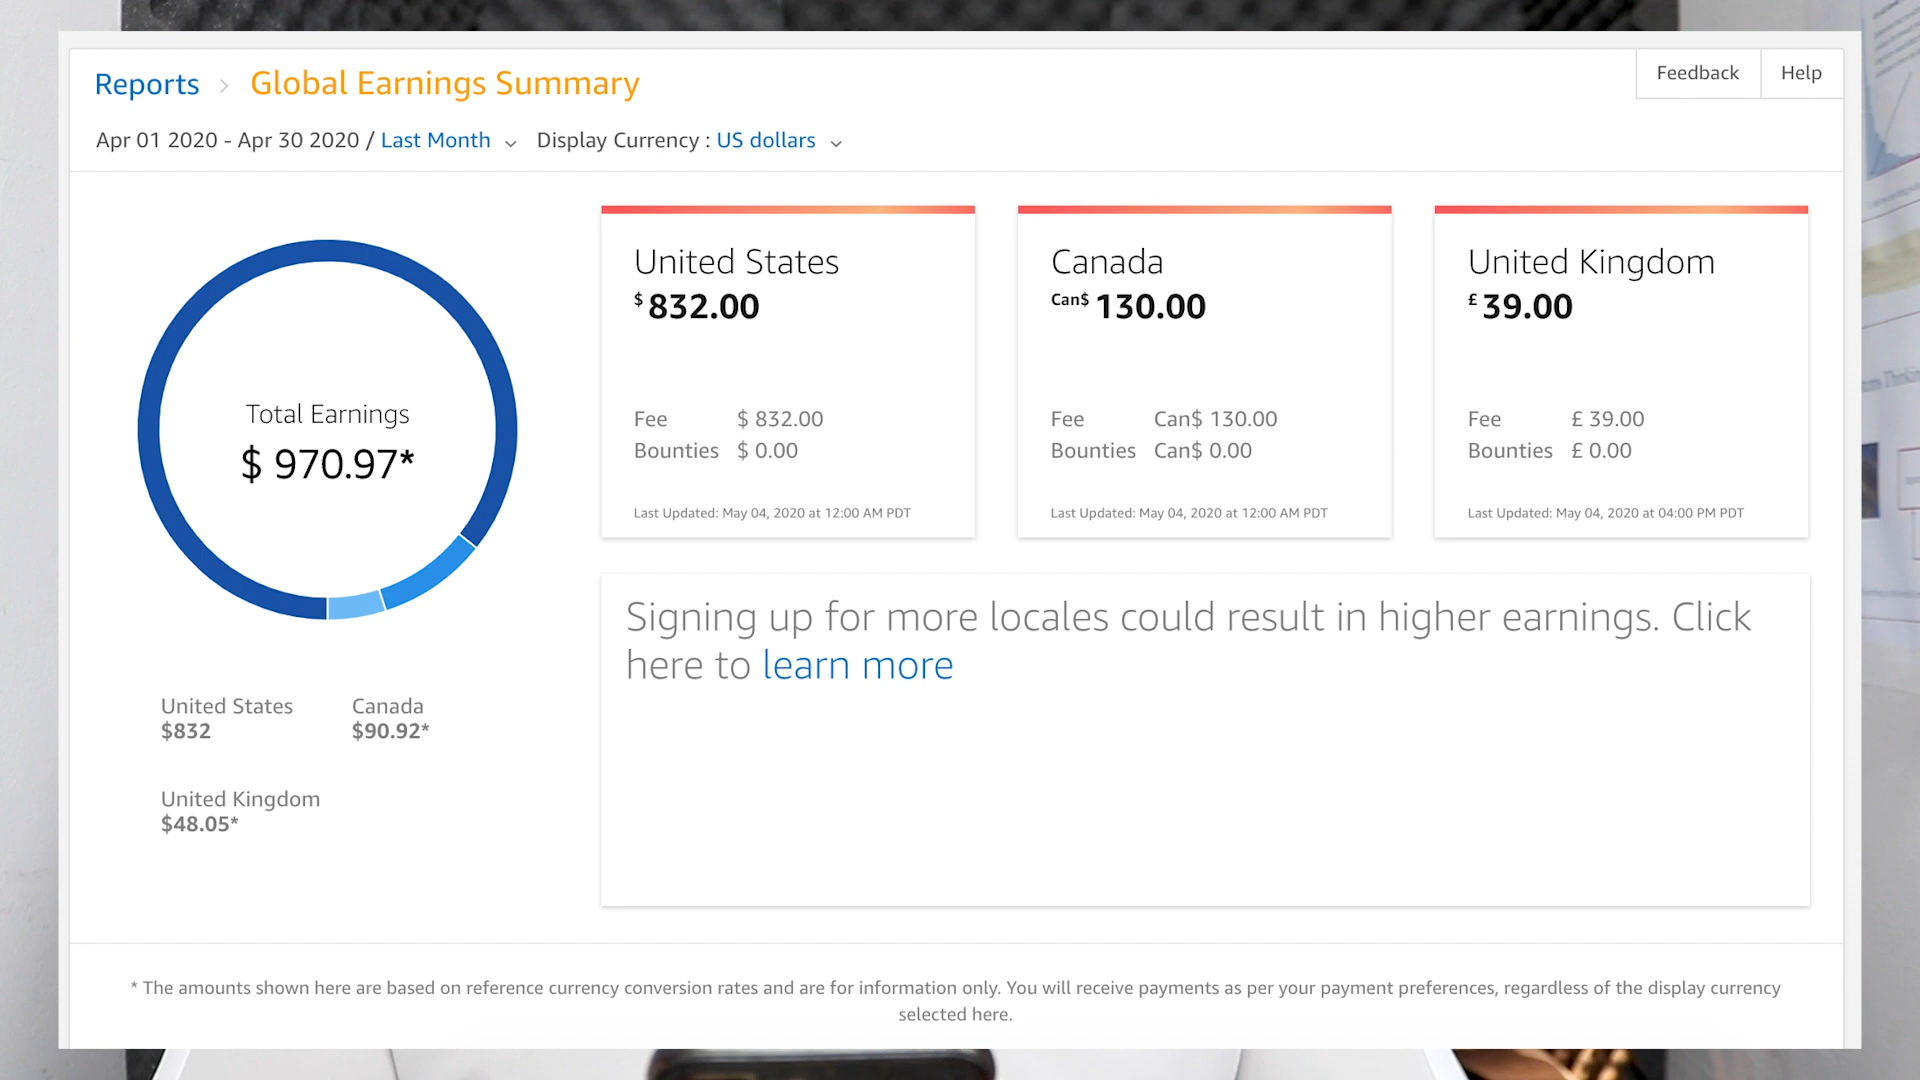 Reports > Global Earnings Summary
Feedback Help
Apr 01 2020 - Apr 30 2020 / Last Month Display Currency : US dollars
Total Earnings
$ 970.97*
United States
$832
Canada
$90.92*
United Kingdom
$48.05*
United States
$ 832.00
Fee $ 832.00
Bounties $ 0.00
Last Updated: May 04, 2020 at 12:00 AM PDT
Canada
Can$ 130.00
Fee Can$ 130.00
Bounties Can$ 0.00
Last Updated: May 04, 2020 at 12:00 AM PDT
United Kingdom
£ 39.00
Fee £ 39.00
Bounties £ 0.00
Last Updated: May 04, 2020 at 04:00 PM PDT
Signing up for more locales could result in higher earnings. Click
here to learn more
* The amounts shown here are based on reference currency conversion rates and are for information only. You will receive payments as per your payment preferences, regardless of the display currency
selected here.